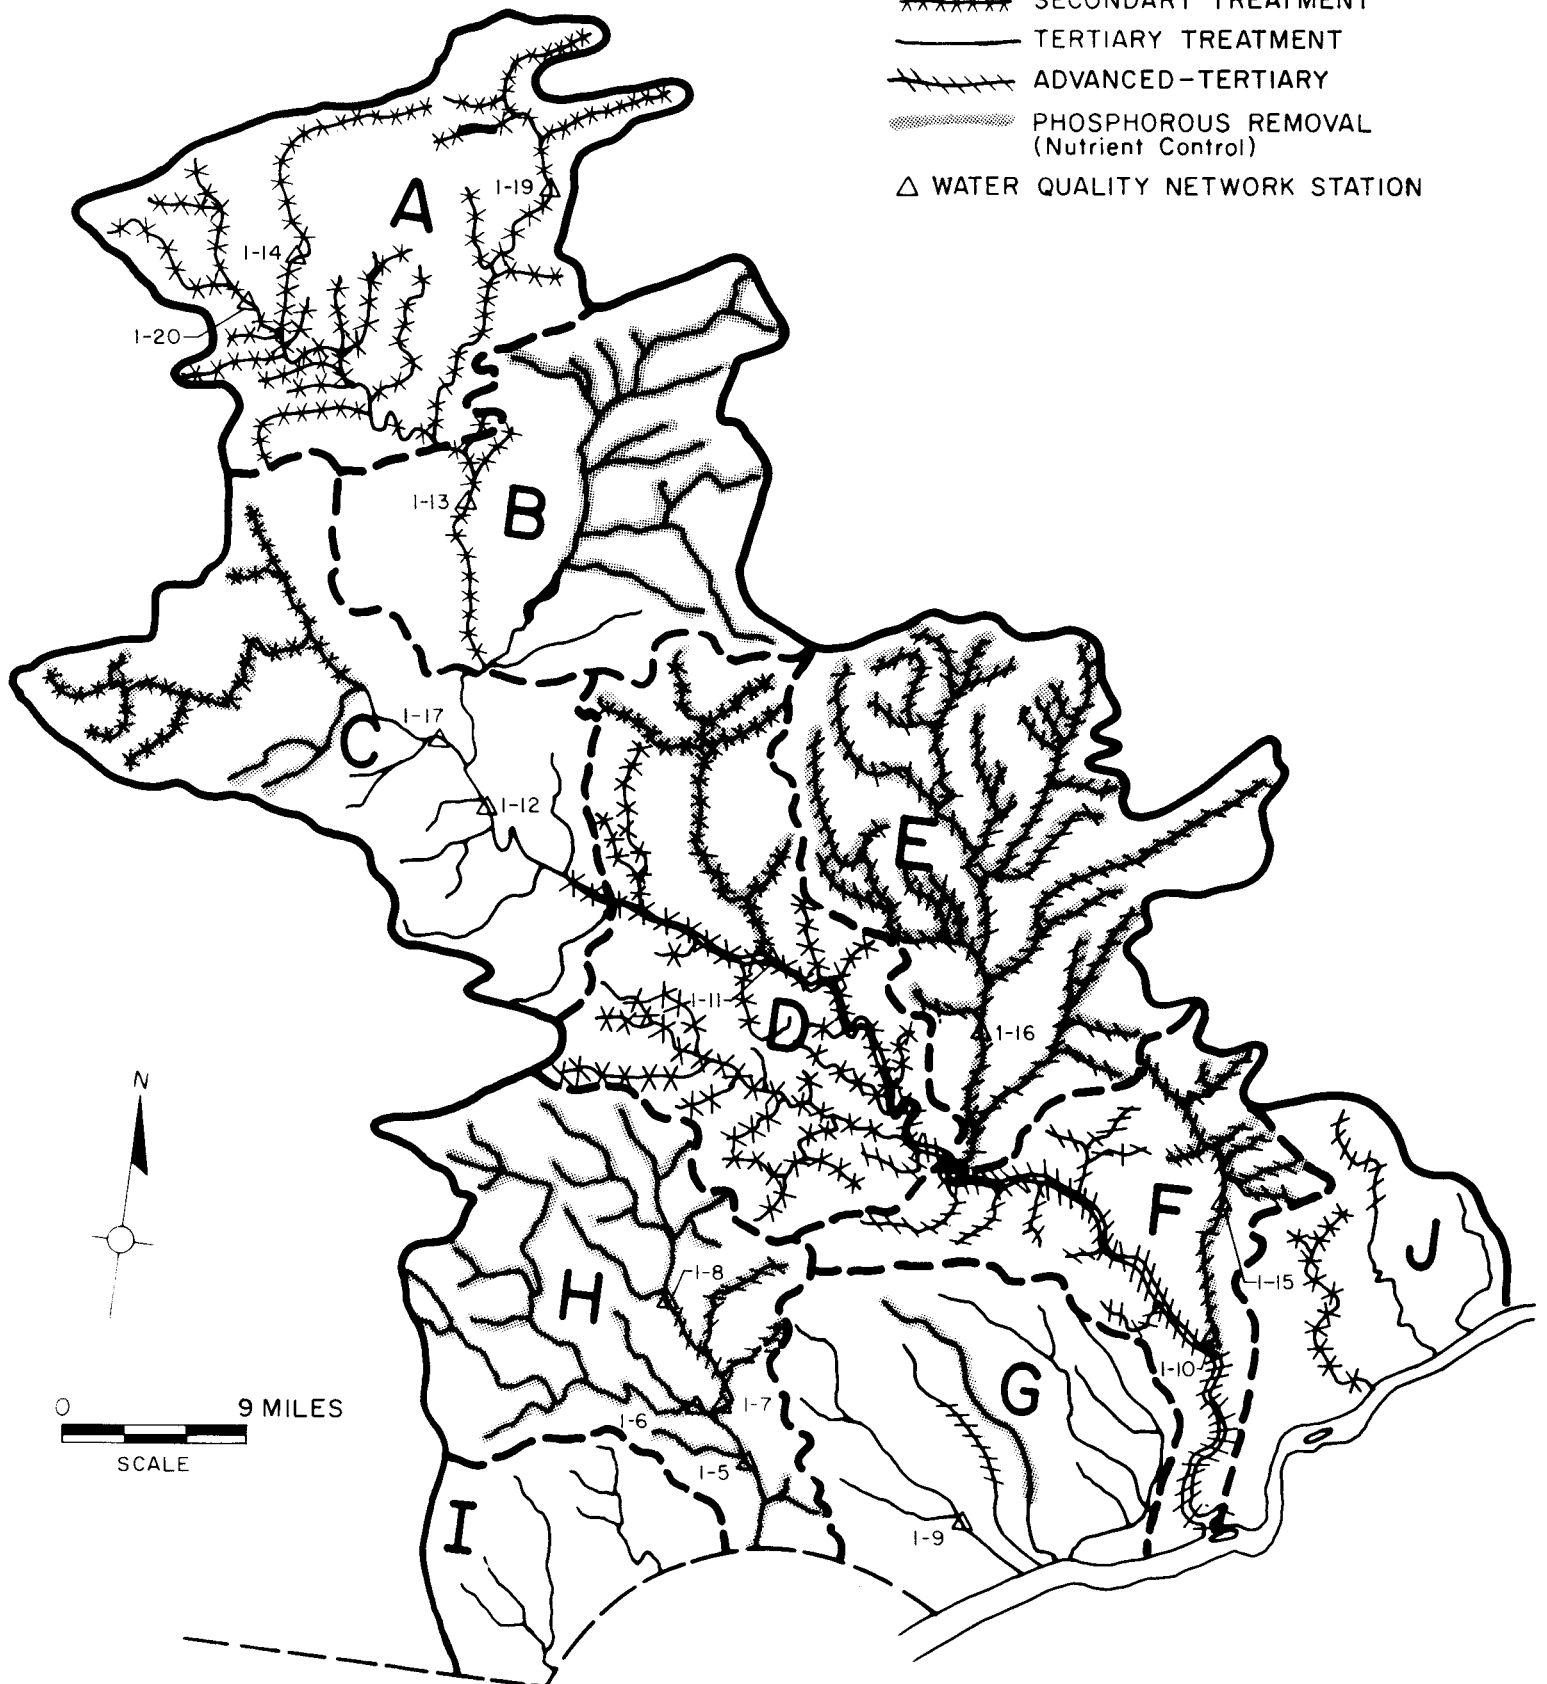 SECONDARY TREATMENT
TERTIARY TREATMENT
ADVANCED-TERTIARY
PHOSPHOROUS REMOVAL
(Nutrient Control)
WATER QUALITY NETWORK STATION
A
1-19
1-14
1-20
B
1-13
C
1-17
1-12
E
1-11
D
1-16
N
F
J
1-8
H
1-15
1-10
G
0 9 MILES
SCALE
1-7
1-6
1-5
I
1-9